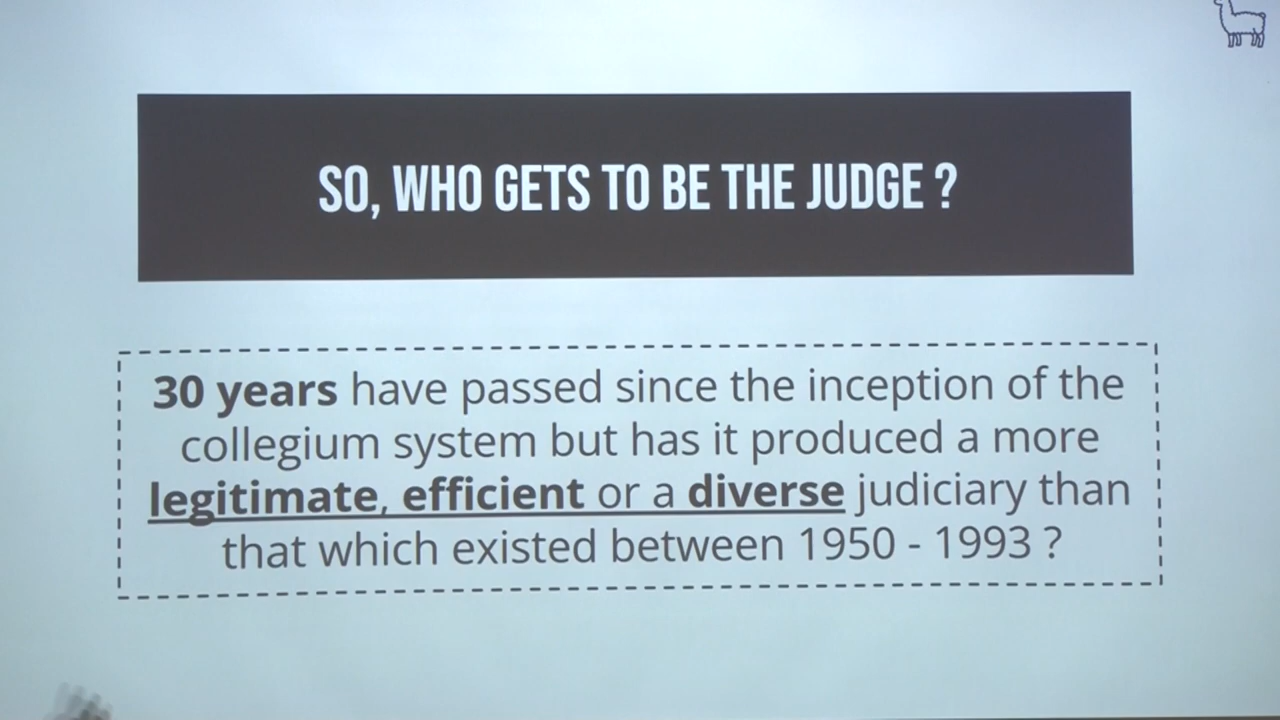 SO, WHO GETS TO BE THE JUDGE ?
30 years have passed since the inception of the
collegium system but has it produced a more
legitimate, efficient or a diverse judiciary than
that which existed between 1950 - 1993 ?